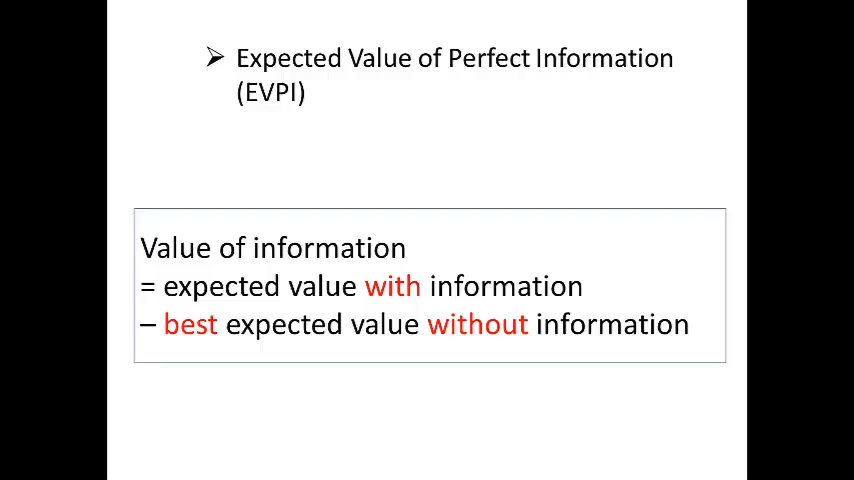 ➢ Expected Value of Perfect Information
(EVPI)
Value of information
= expected value with information
– best expected value without information